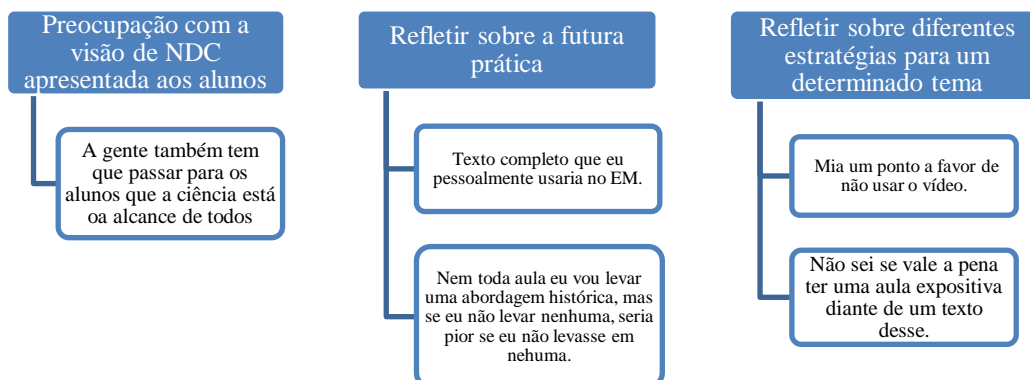 Preocupação com a
visão de NDC
apresentada aos alunos
A gente também tem
que passar para os
alunos que a ciência está
oa alcance de todos
Refletir sobre a futura
prática
Texto completo que eu
pessoalmente usaria no EM.
Nem toda aula eu vou levar
uma abordagem histórica, mas
se eu não levar nenhuma, seria
pior se eu não levasse em
nehuma.
Refletir sobre diferentes
estratégias para um
determinado tema
Mia um ponto a favor de
não usar o vídeo.
Não sei se vale a pena
ter uma aula expositiva
diante de um texto
desse.